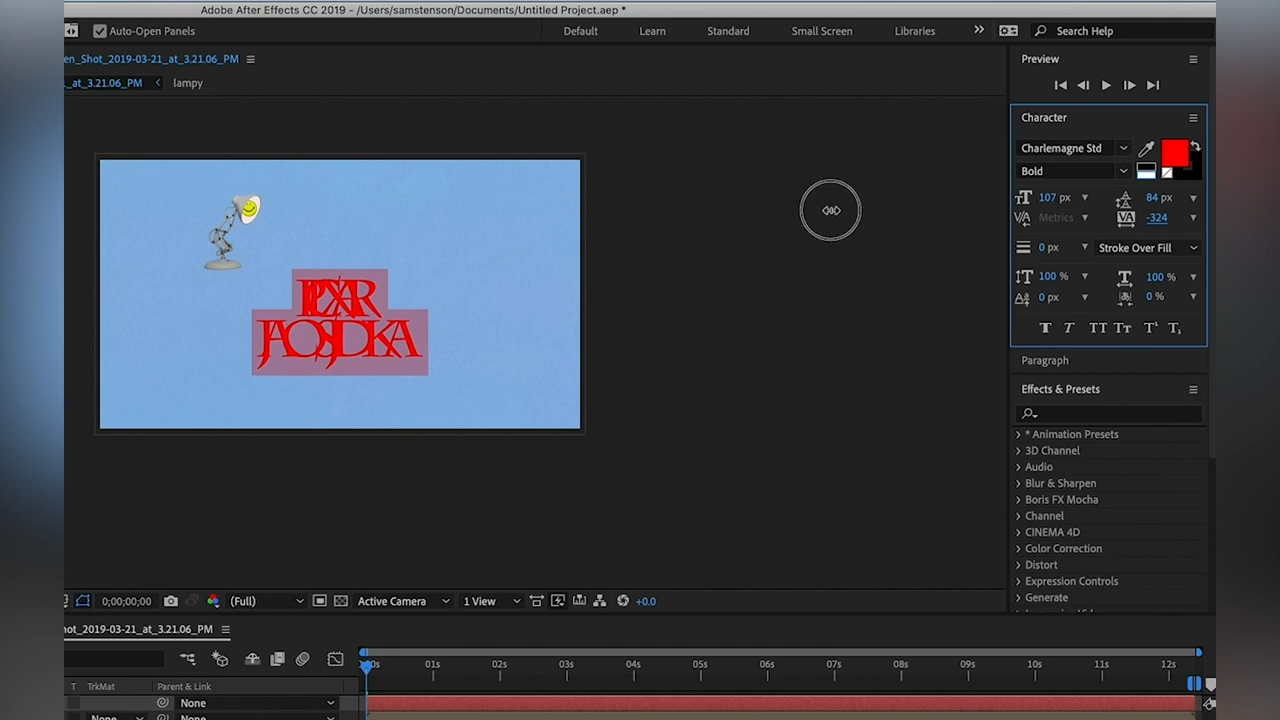 Adobe After Effects CC 2019 - /Users/samstenson/Documents/Untitled Project.aep *
Auto-Open Panels
Default
Learn
Standard
Small Screen
Libraries
Search Help
en_Shot_2019-03-21_at_3.21.06_PM
_at_3.21.06_PM
lampy
Preview
Character
Charlemagne Std
Bold
107 px
84 px
Metrics
-324
0 px
Stroke Over Fill
100 %
100 %
0 px
0 %
Paragraph
Effects & Presets
* Animation Presets
3D Channel
Audio
Blur & Sharpen
Boris FX Mocha
Channel
CINEMA 4D
Color Correction
Distort
Expression Controls
Generate
0;00;00;00
(Full)
Active Camera
1 View
+0.0
hot_2019-03-21_at_3.21.06_PM
01s
02s
03s
04s
05s
06s
07s
08s
09s
10s
11s
12s
T TrkMat
Parent & Link
None
None
None